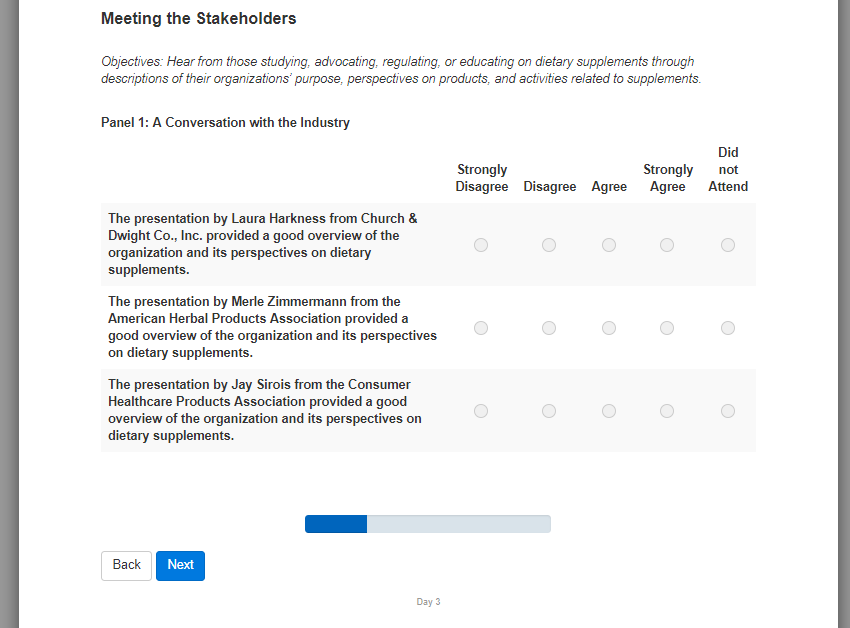 Meeting the Stakeholders
Objectives: Hear from those studying, advocating, regulating, or educating on dietary supplements through
descriptions of their organizations' purpose, perspectives on products, and activities related to supplements.
Panel 1: A Conversation with the Industry
Strongly Disagree
Disagree
Agree
Strongly Agree
Did not Attend
The presentation by Laura Harkness from Church &
Dwight Co., Inc. provided a good overview of the
organization and its perspectives on dietary
supplements.
The presentation by Merle Zimmermann from the
American Herbal Products Association provided a
good overview of the organization and its perspectives
on dietary supplements.
The presentation by Jay Sirois from the Consumer
Healthcare Products Association provided a good
overview of the organization and its perspectives on
dietary supplements.
Back
Next
Day 3